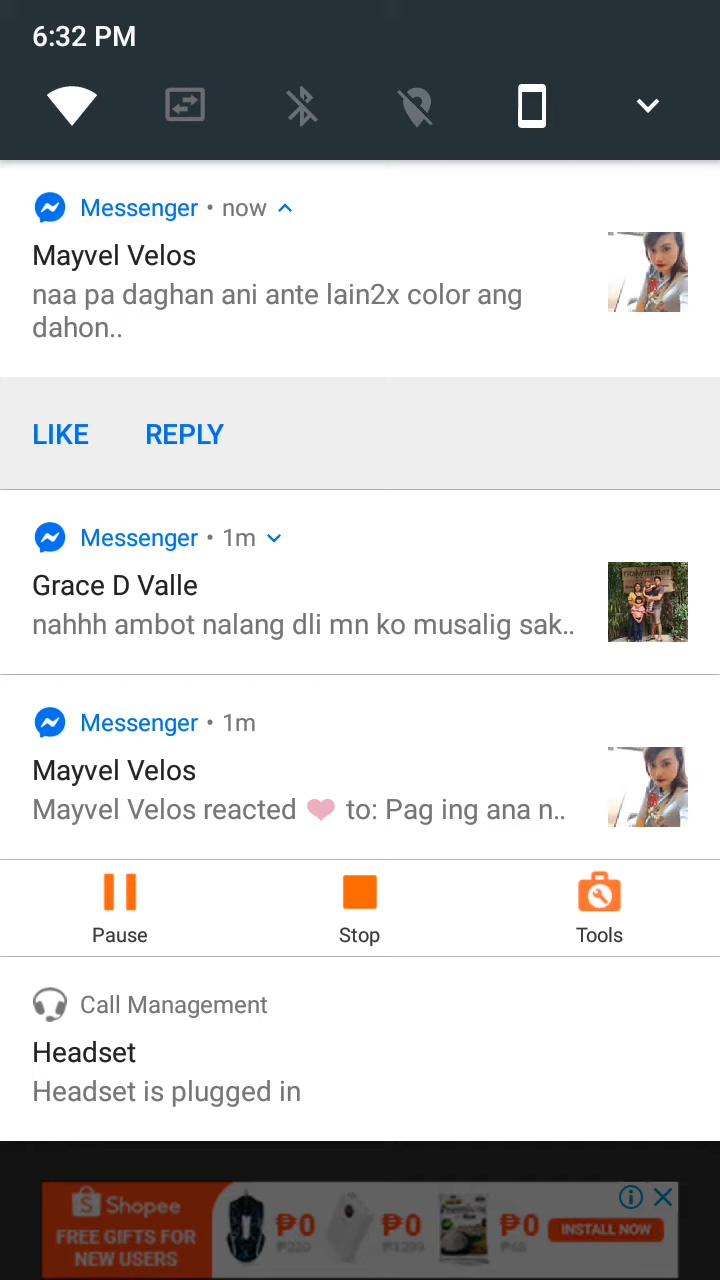 6:32 PM
Messenger • now
Mayvel Velos
naa pa daghan ani ante lain2x color ang
dahon..
LIKE REPLY
Messenger • 1m
Grace D Valle
nahhh ambot nalang dli mn ko musalig sak..
Messenger • 1m
Mayvel Velos
Mayvel Velos reacted to: Pag ing ana n..
Pause Stop Tools
Call Management
Headset
Headset is plugged in
Shopee
FREE GIFTS FOR
NEW USERS
₱0 ₱0 ₱0
₱220 ₱1299 ₱68
INSTALL NOW